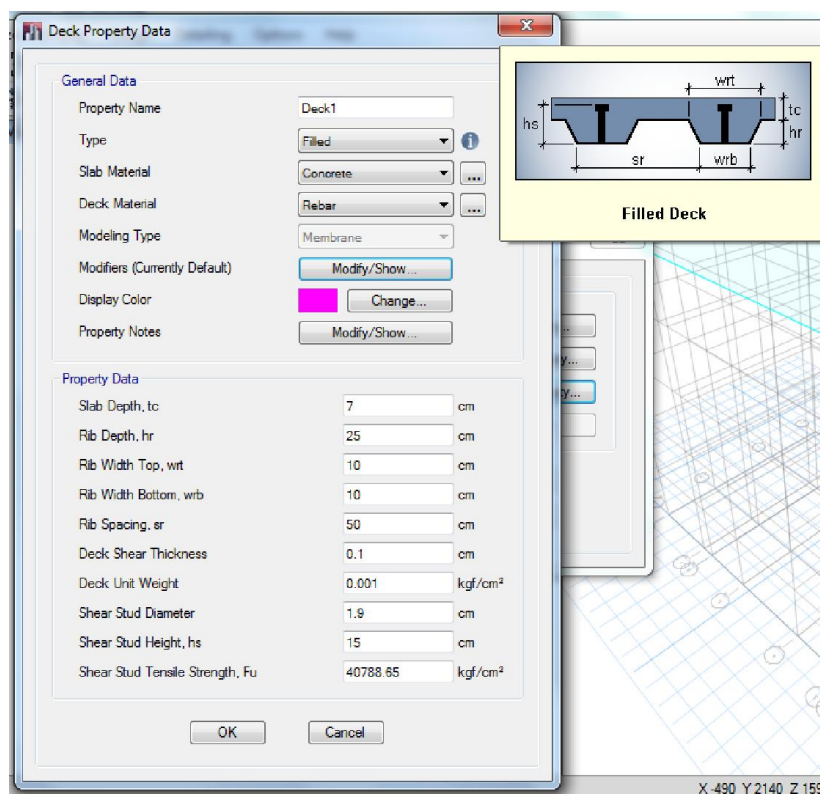 Deck Property Data
Options Help
General Data
Property Name Deck1
Type Filled
Slab Material Concrete ...
Deck Material Rebar ...
Modeling Type Membrane
Modifiers (Currently Default) Modify/Show...
Display Color Change...
Property Notes Modify/Show...
Property Data
Slab Depth, tc 7 cm
Rib Depth, hr 25 cm
Rib Width Top, wrt 10 cm
Rib Width Bottom, wrb 10 cm
Rib Spacing, sr 50 cm
Deck Shear Thickness 0.1 cm
Deck Unit Weight 0.001 kgf/cm²
Shear Stud Diameter 1.9 cm
Shear Stud Height, hs 15 cm
Shear Stud Tensile Strength, Fu 40788.65 kgf/cm²
OK Cancel
wrt
tc
hs
hr
sr wrb
Filled Deck
...
y...
y...
X -490 Y 2140 Z 159